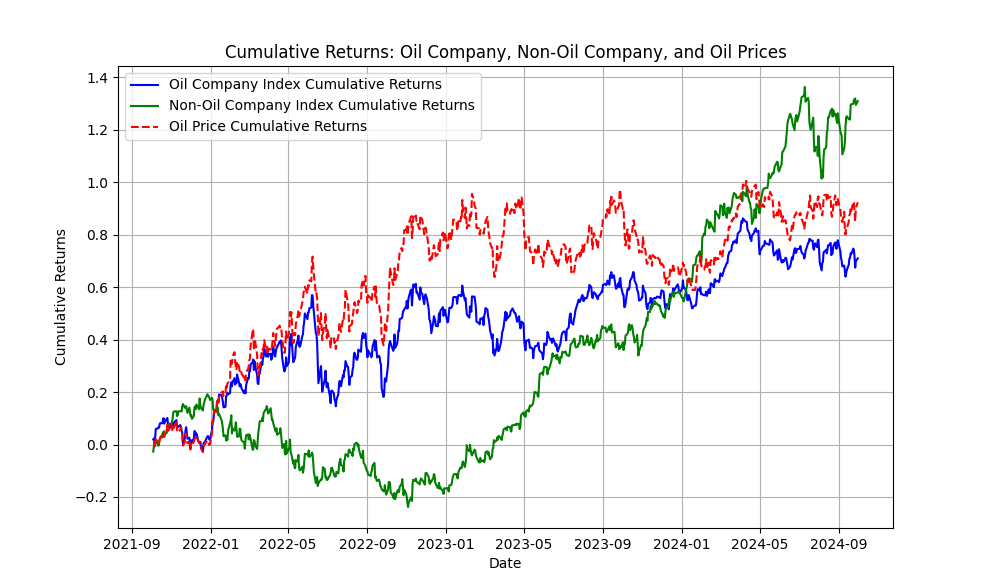 Cumulative Returns: Oil Company, Non-Oil Company, and Oil Prices
Oil Company Index Cumulative Returns
Non-Oil Company Index Cumulative Returns
Oil Price Cumulative Returns
Cumulative Returns
1.4
1.2
1.0
0.8
0.6
0.4
0.2
0.0
−0.2
2021-09 2022-01 2022-05 2022-09 2023-01 2023-05 2023-09 2024-01 2024-05 2024-09
Date